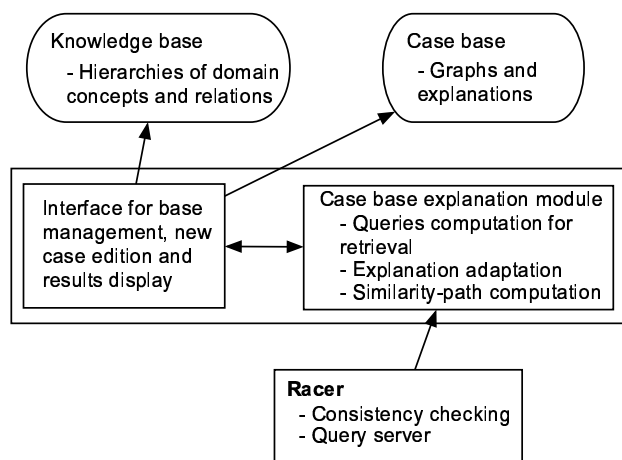 Knowledge base
- Hierarchies of domain
concepts and relations
Case base
- Graphs and
explanations
Interface for base
management, new
case edition and
results display
Case base explanation module
- Queries computation for
retrieval
- Explanation adaptation
- Similarity-path computation
Racer
- Consistency checking
- Query server